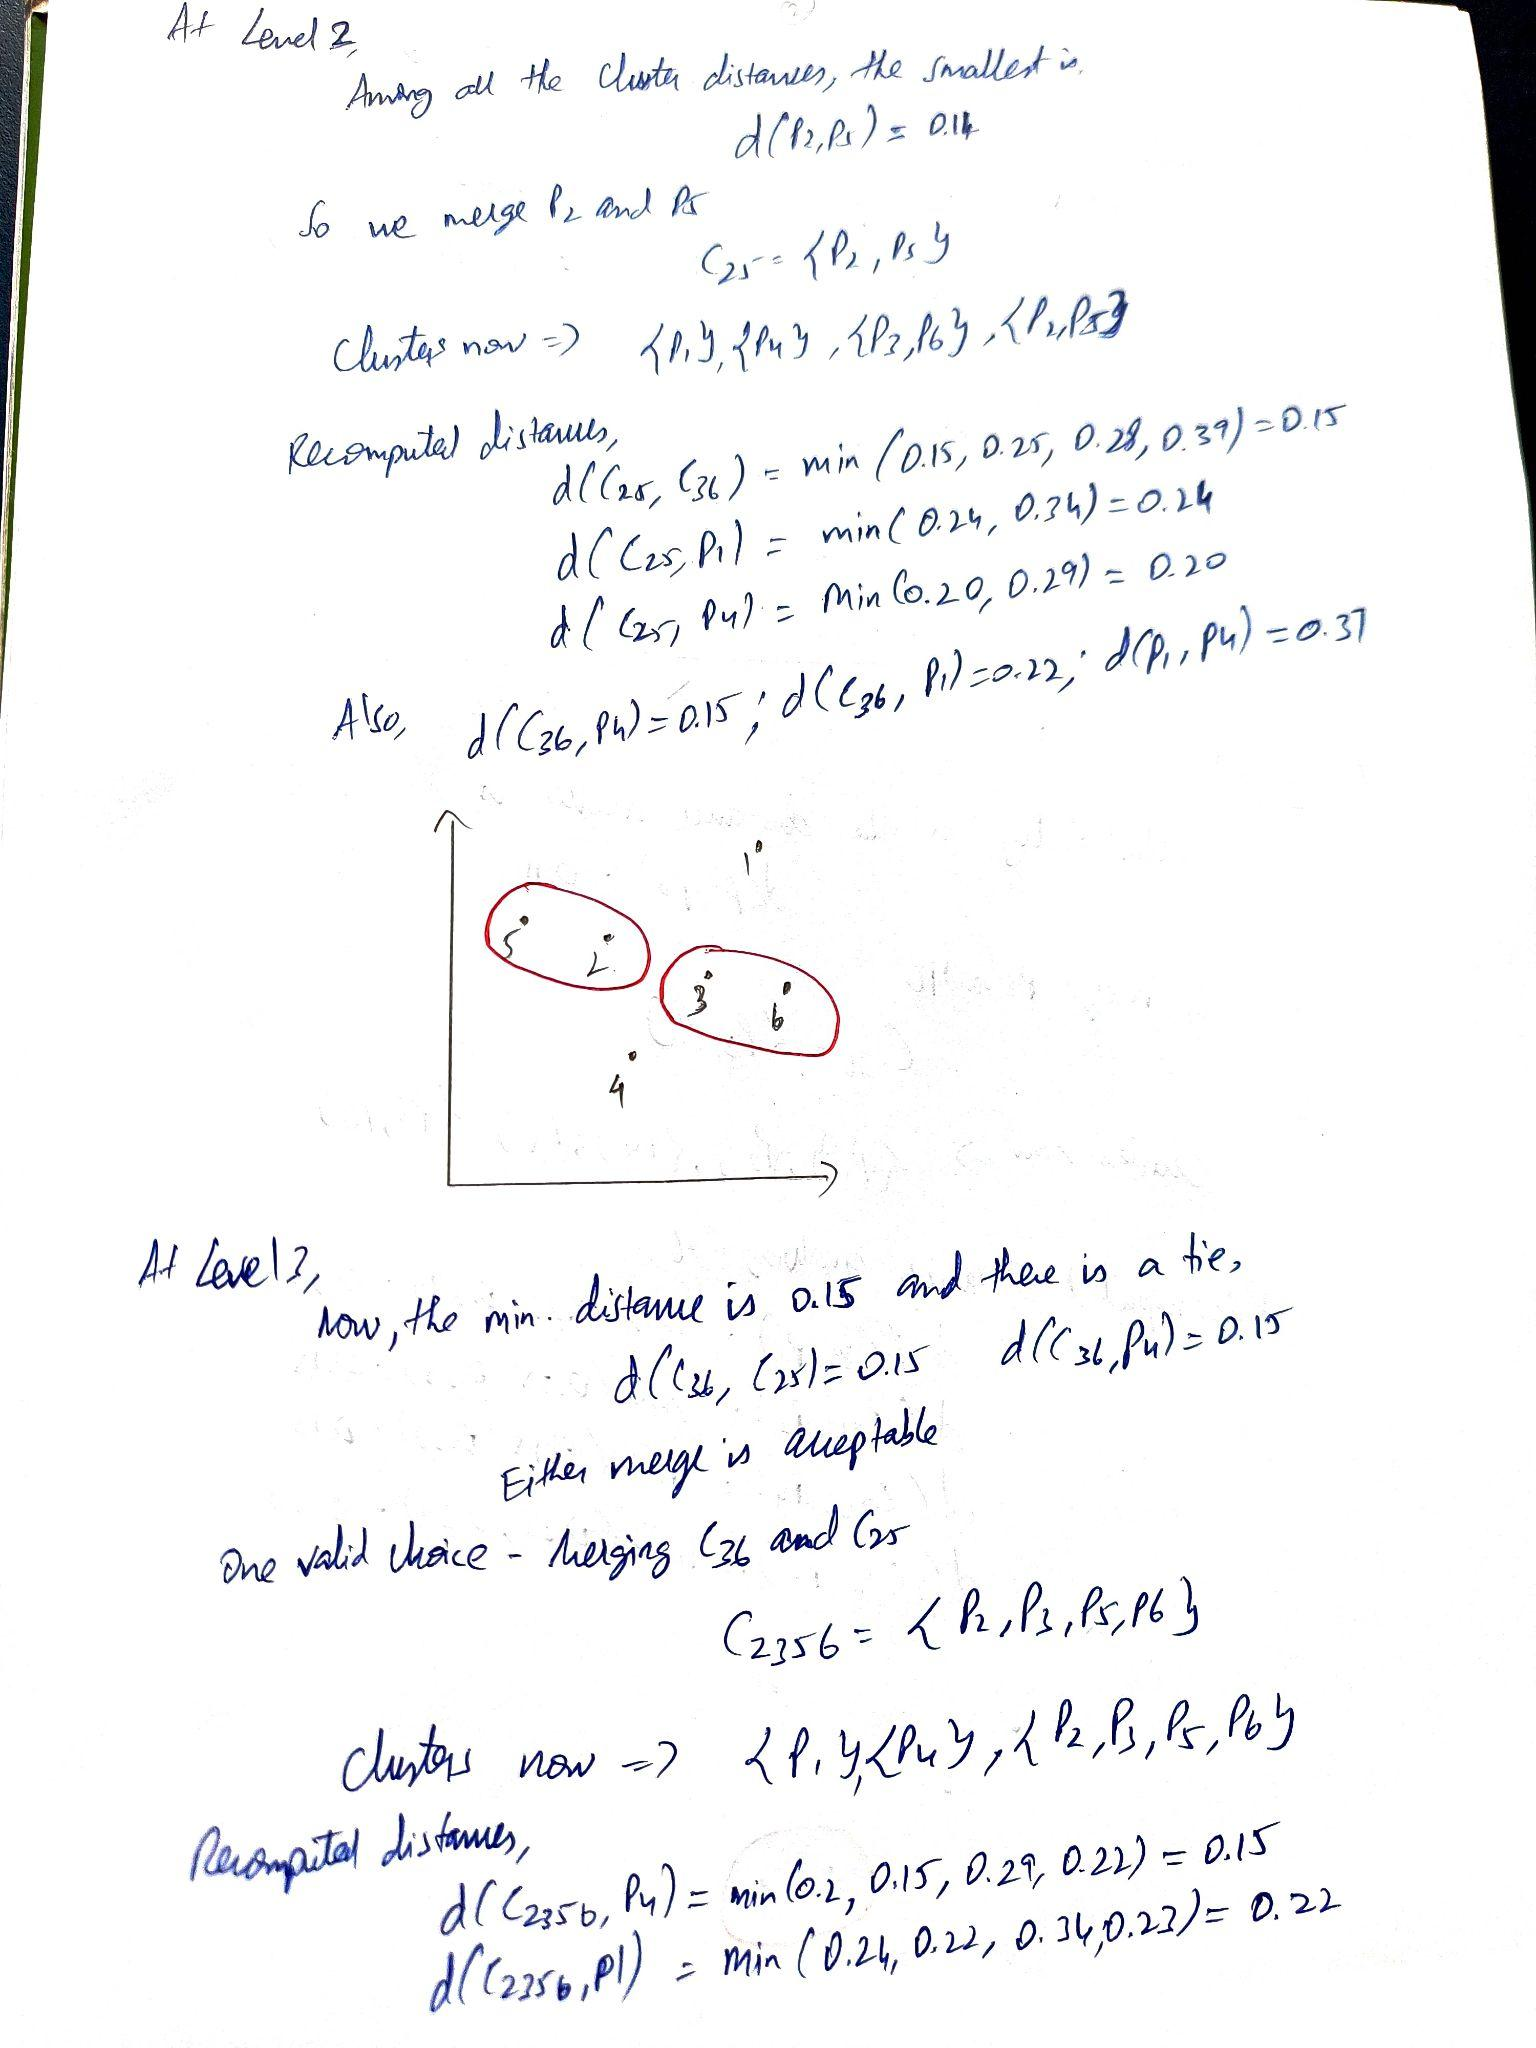 At Level 2,
Among all the cluster distances, the smallest is
d(P2,P5) = 0.14
So we merge P2 and P5
C25 = {P2, P5}
Clusters now => {P1}, {P4}, {P3,P6}, {P2,P5}
Recomputed distances,
d(C25, C36) = min (0.15, 0.25, 0.28, 0.39) = 0.15
d(C25, P1) = min(0.24, 0.34) = 0.24
d(C25, P4) = Min(0.20, 0.29) = 0.20
Also, d(C36, P4) = 0.15 ; d(C36, P1) = 0.22 ; d(P1, P4) = 0.37
1
5
2
3
6
4
At Level 3,
Now, the min. distance is 0.15 and there is a tie,
d(C36, C25) = 0.15 d(C36, P4) = 0.15
Either merge is acceptable
One valid choice - Merging C36 and C25
C2356 = {P2, P3, P5, P6}
Clusters now => {P1}, {P4}, {P2, P3, P5, P6}
Recomputed distances,
d(C2356, P4) = min(0.2, 0.15, 0.29, 0.22) = 0.15
d(C2356, P1) = min (0.24, 0.22, 0.34, 0.23) = 0.22